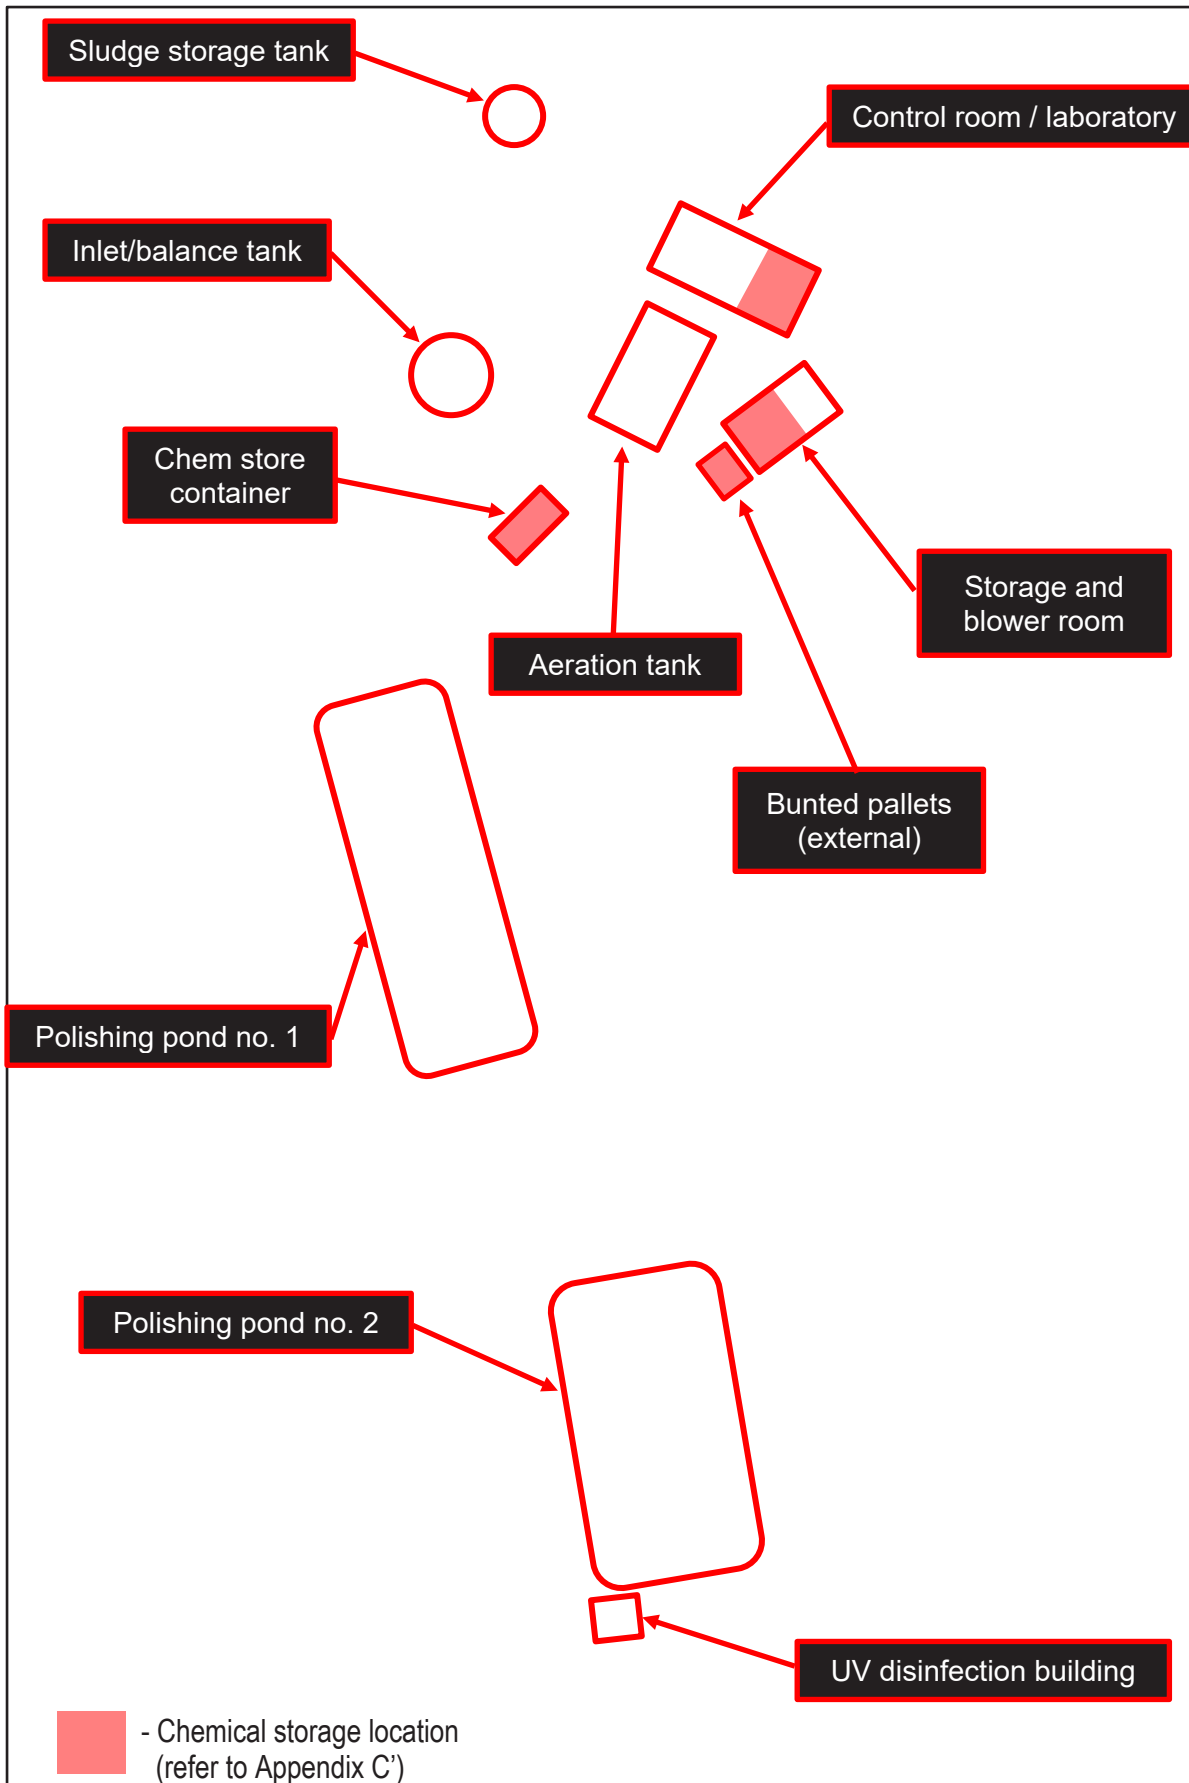 Sludge storage tank
Control room / laboratory
Inlet/balance tank
Chem store
container
Storage and
blower room
Aeration tank
Bunted pallets
(external)
Polishing pond no. 1
Polishing pond no. 2
UV disinfection building
- Chemical storage location
(refer to Appendix C’)